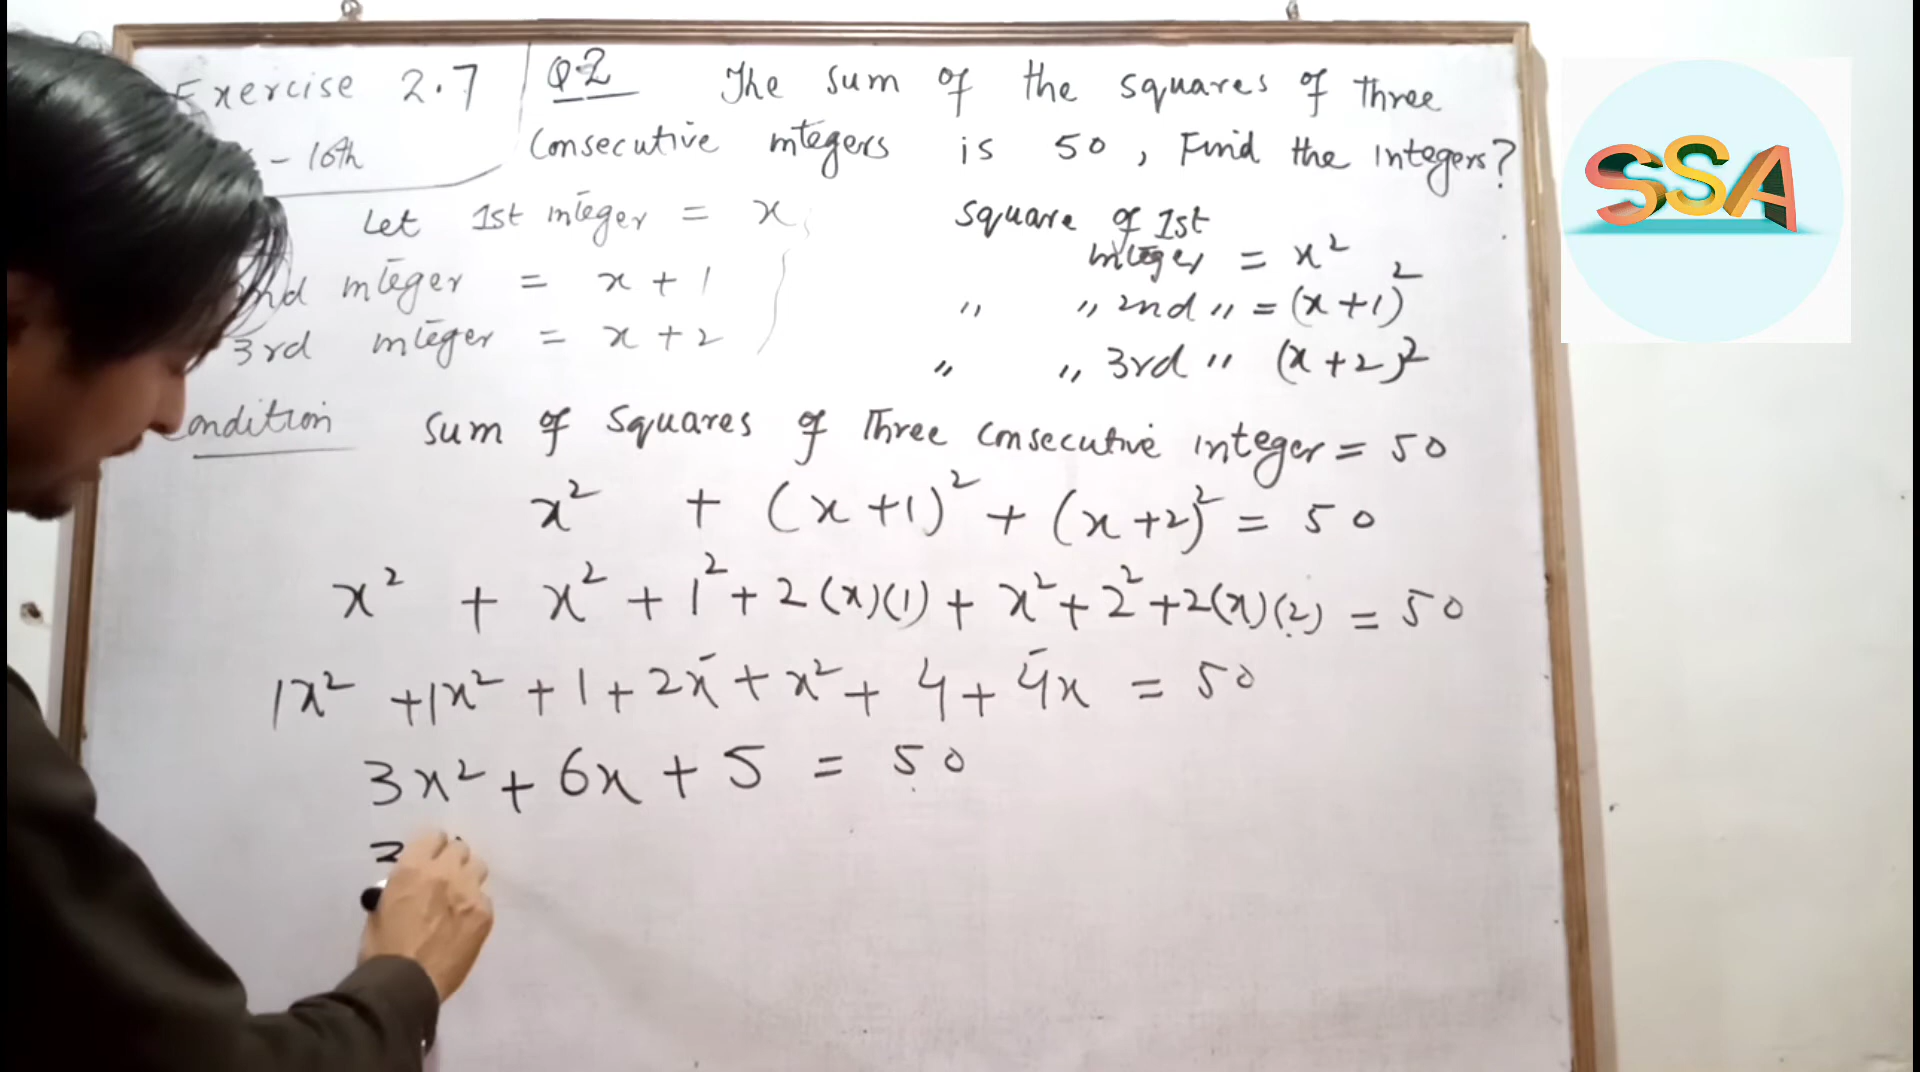 Exercise 2.7
- 10th
Q2 The sum of the squares of three
Consecutive integers is 50, Find the integers?
Let 1st integer = x,
2nd integer = x + 1
3rd integer = x + 2
Square of 1st
integer = x²
" " 2nd " = (x+1)²
" " 3rd " (x+2)²
Condition Sum of Squares of Three Consecutive integer = 50
x² + (x+1)² + (x+2)² = 50
x² + x² + 1² + 2(x)(1) + x² + 2² + 2(x)(2) = 50
1x² + 1x² + 1 + 2x + x² + 4 + 4x = 50
3x² + 6x + 5 = 50
3
SSA